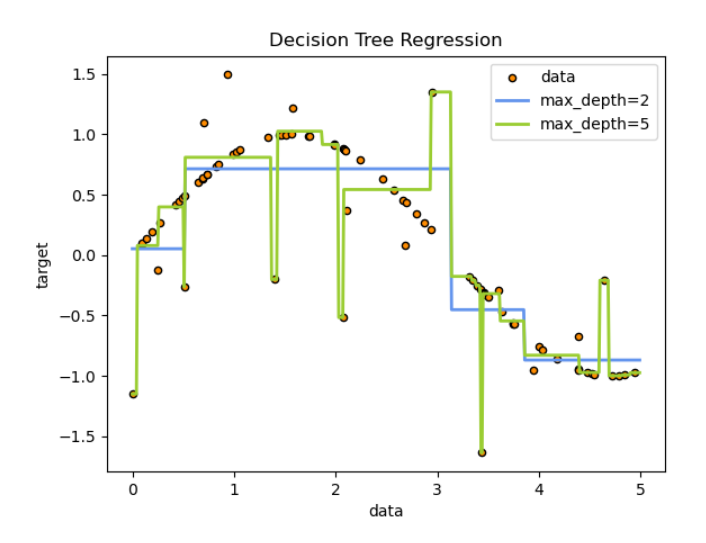 Decision Tree Regression
data
max_depth=2
max_depth=5
1.5
1.0
0.5
0.0
−0.5
−1.0
−1.5
target
0
1
2
3
4
5
data